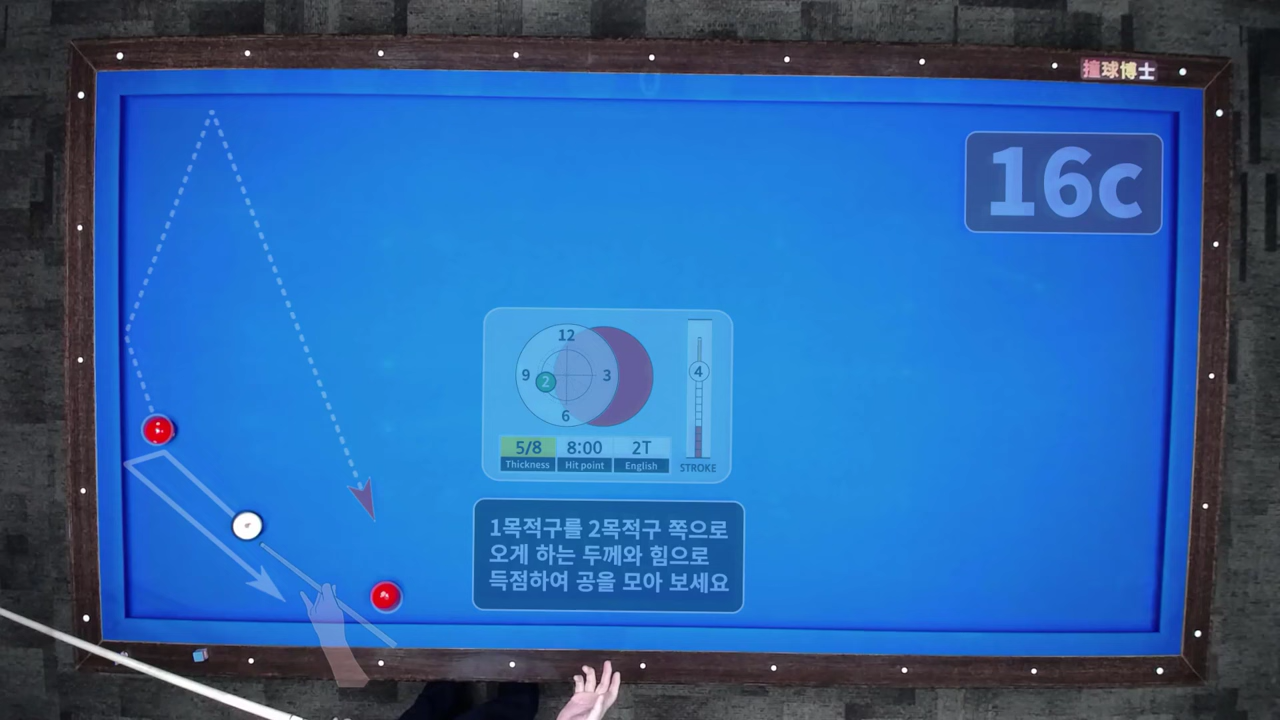 撞球博士
16c
12
9
2
3
6
4
5/8
8:00
2T
Thickness
Hit point
English
STROKE
1목적구를 2목적구 쪽으로
오게 하는 두께와 힘으로
득점하여 공을 모아 보세요